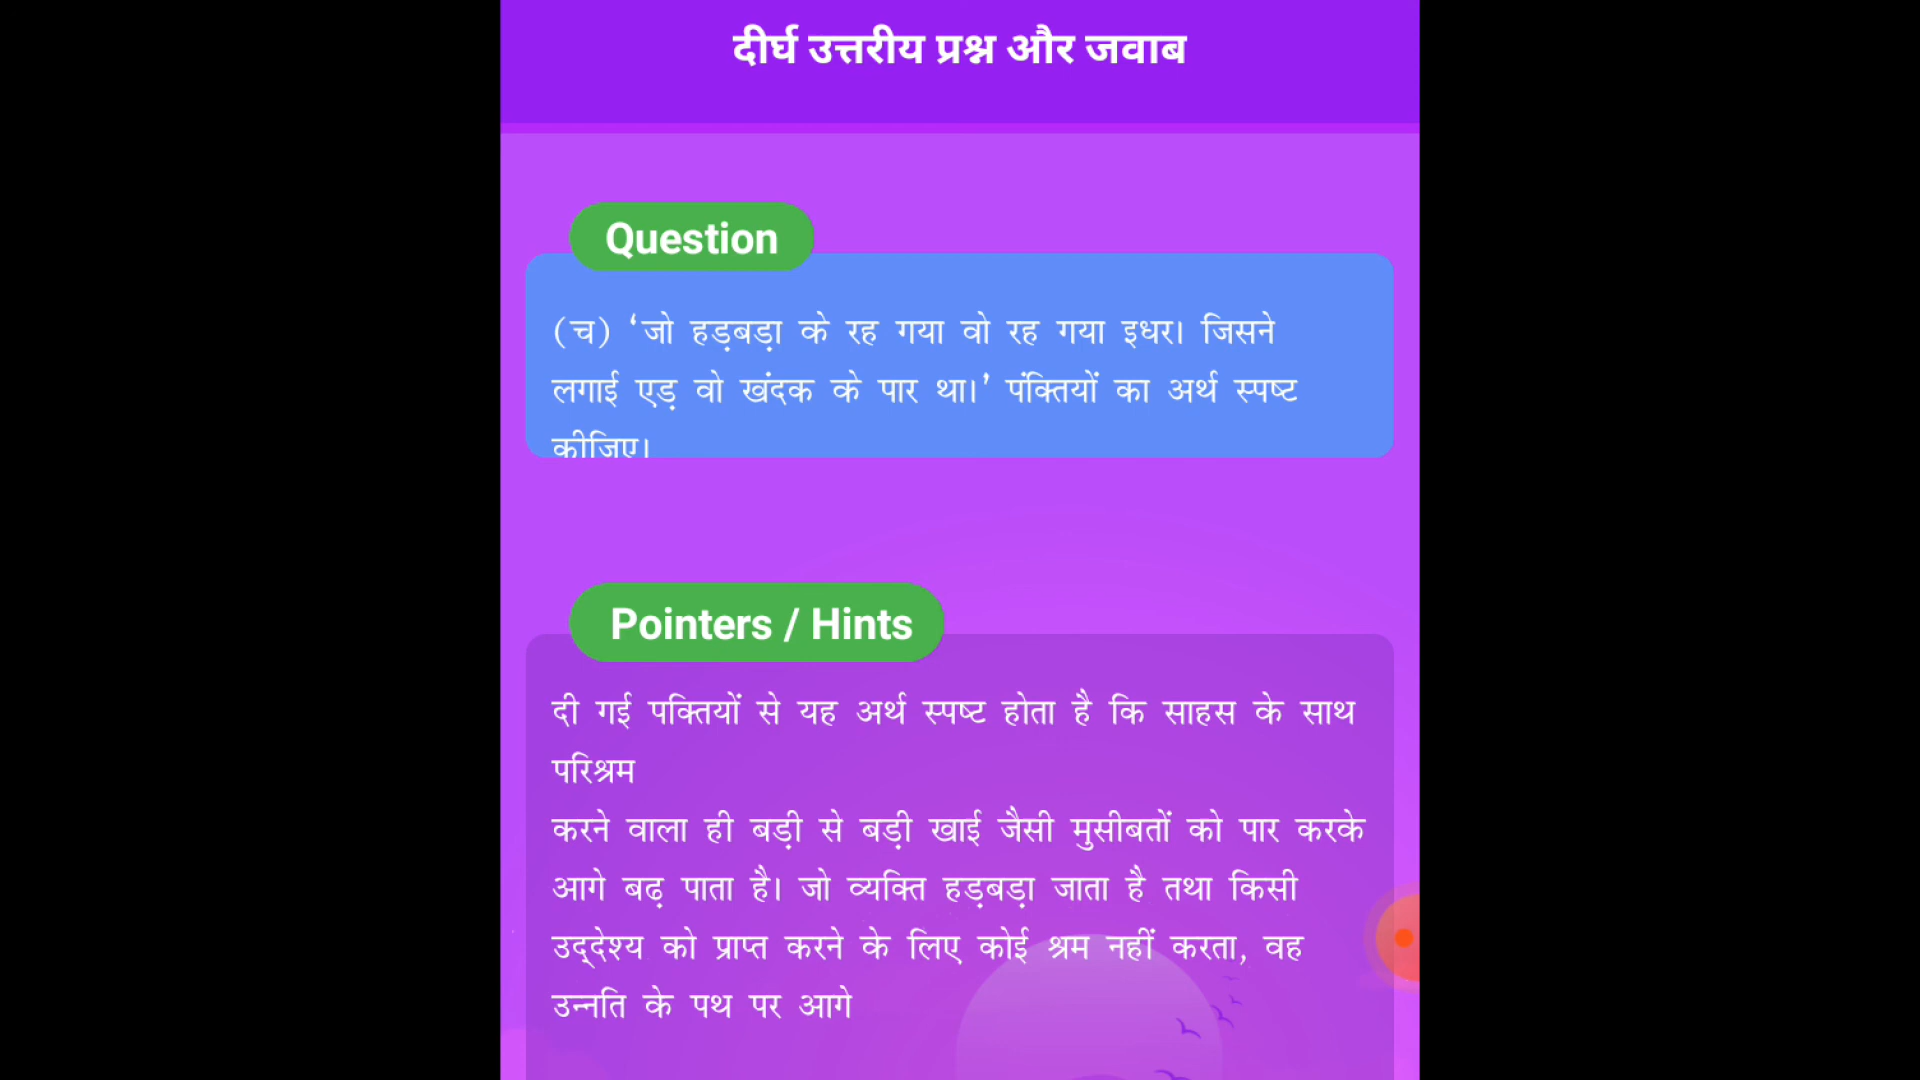 दीर्घ उत्तरीय प्रश्न और जवाब
Question
(च) ‘जो हड़बड़ा के रह गया वो रह गया इधर। जिसने
लगाई एड़ वो खंदक के पार था।’ पंक्तियों का अर्थ स्पष्ट
कीजिए।
Pointers / Hints
दी गई पक्तियों से यह अर्थ स्पष्ट होता है कि साहस के साथ
परिश्रम
करने वाला ही बड़ी से बड़ी खाई जैसी मुसीबतों को पार करके
आगे बढ़ पाता है। जो व्यक्ति हड़बड़ा जाता है तथा किसी
उद्देश्य को प्राप्त करने के लिए कोई श्रम नहीं करता, वह
उन्नति के पथ पर आगे